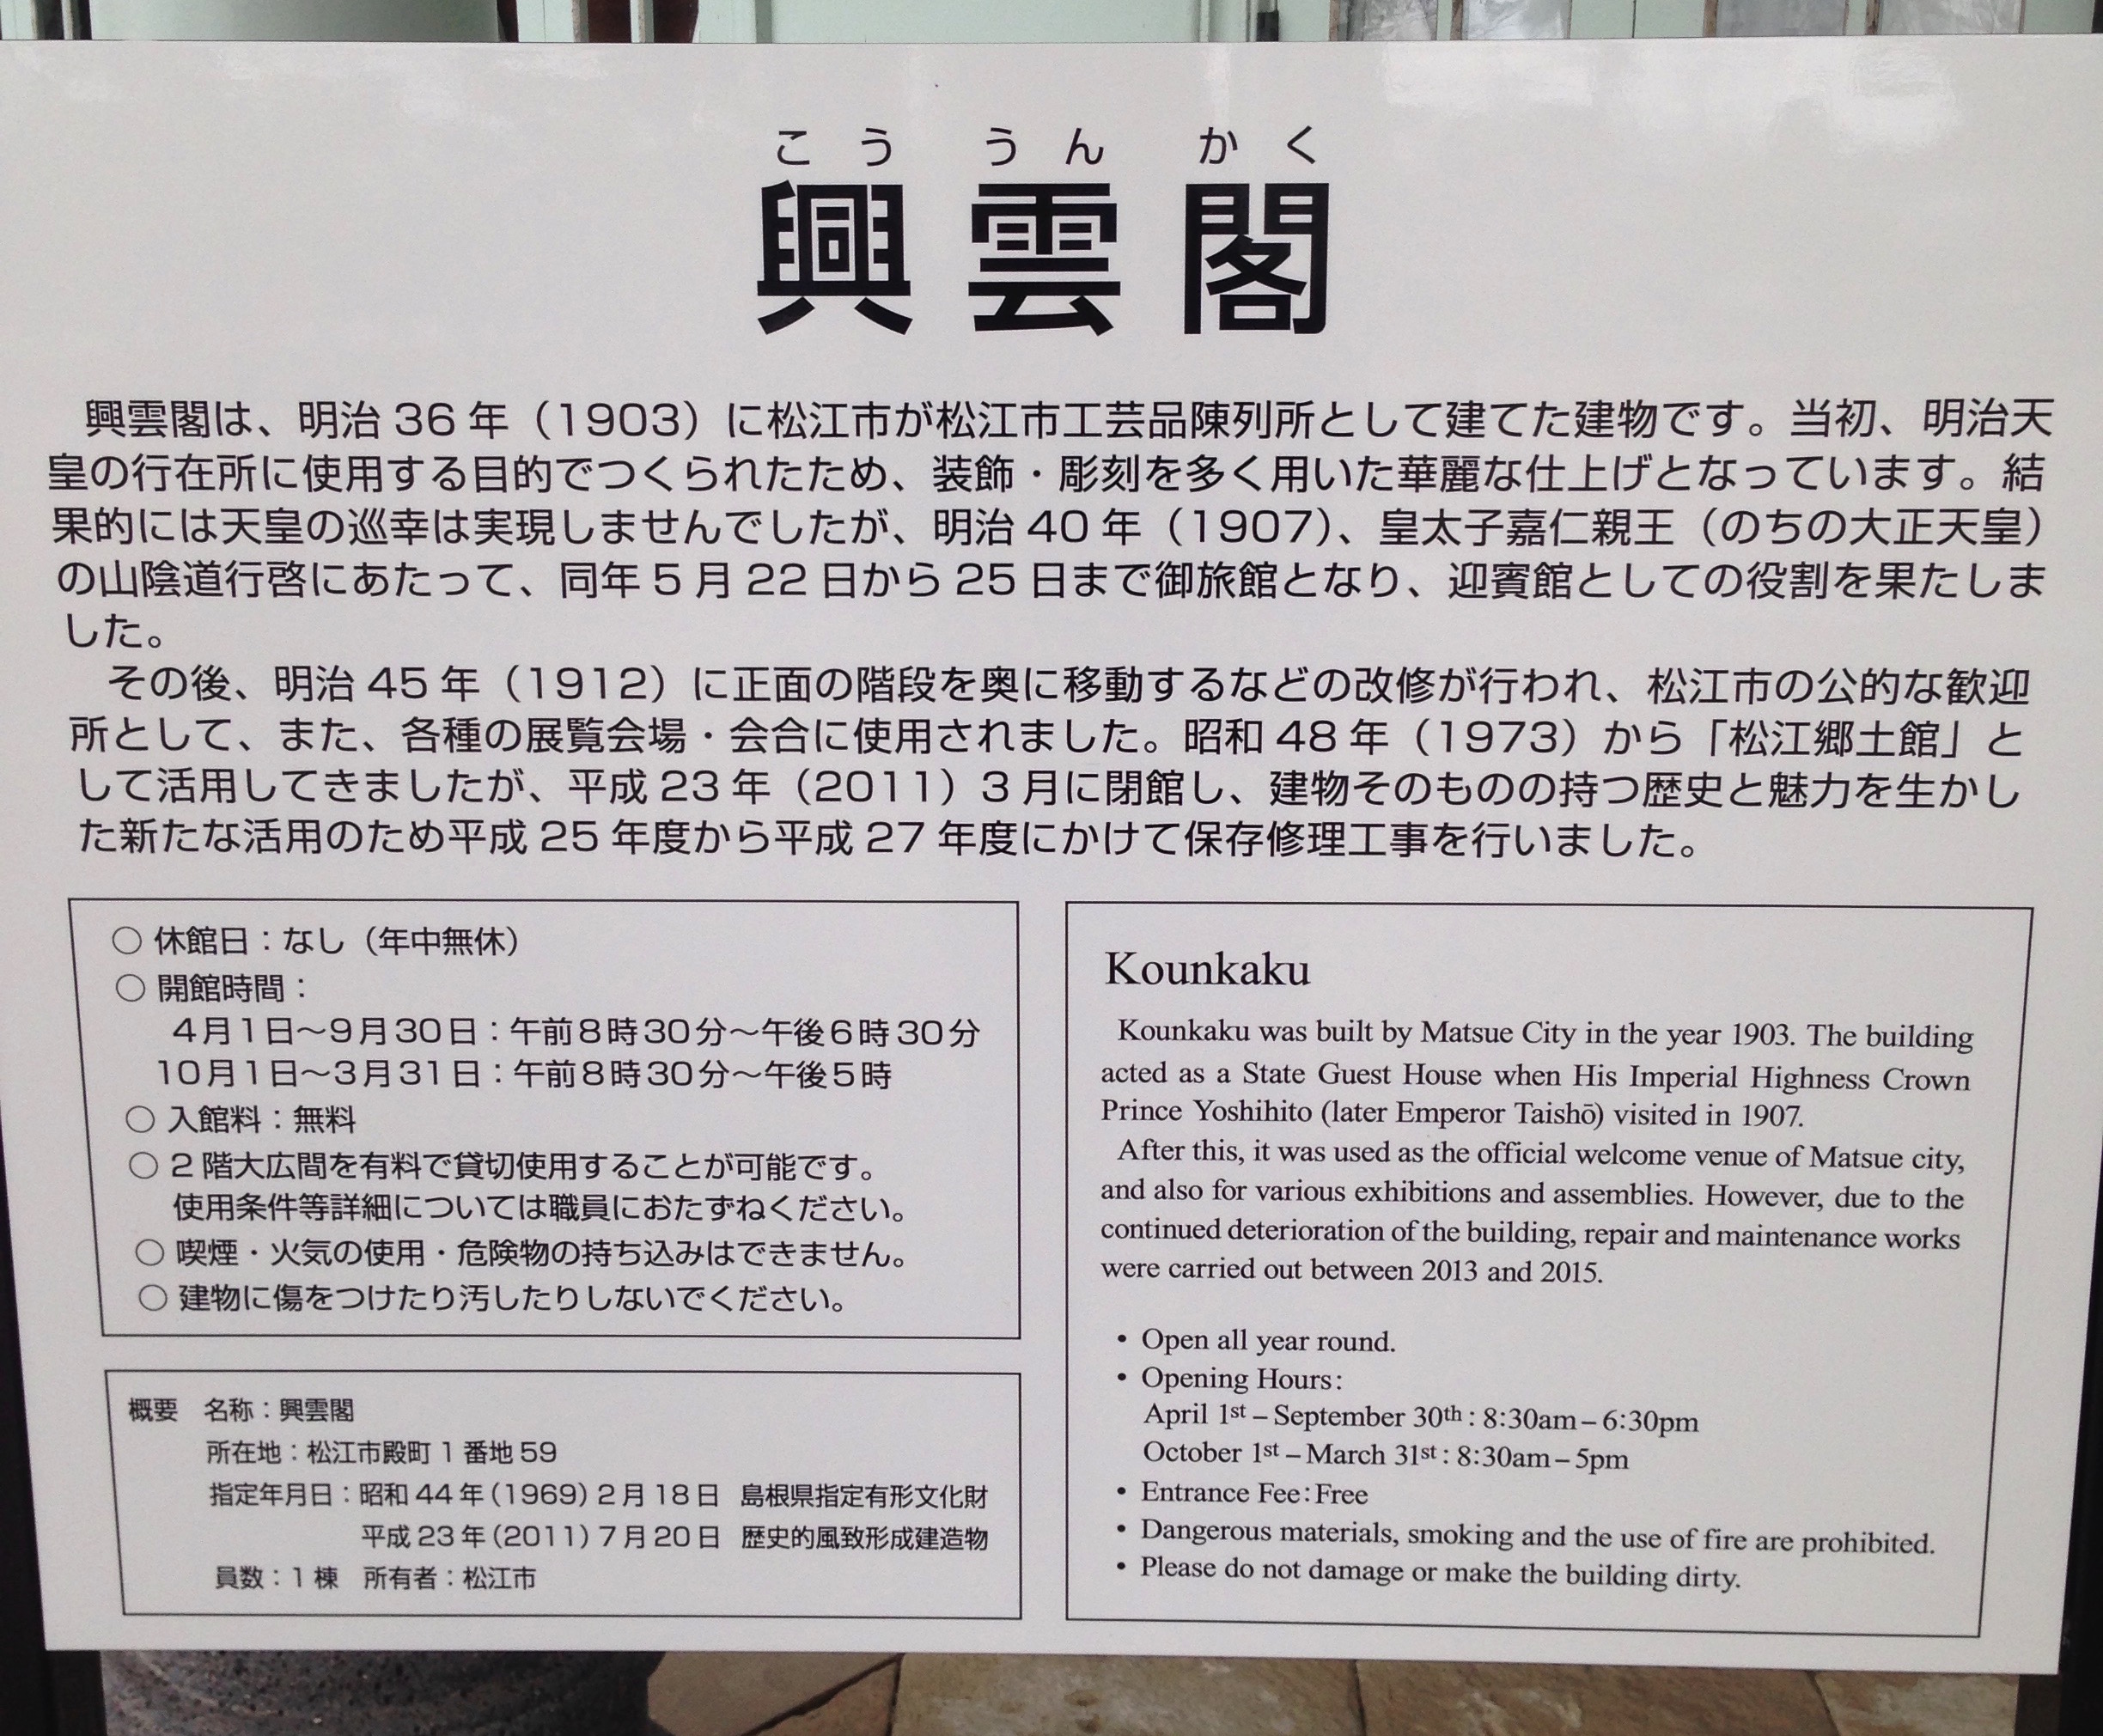 こううんかく
興雲閣
興雲閣は、明治36年（1903）に松江市が松江市工芸品陳列所として建てた建物です。当初、明治天
皇の行在所に使用する目的でつくられたため、装飾・彫刻を多く用いた華麗な仕上げとなっています。結
果的には天皇の巡幸は実現しませんでしたが、明治40年（1907）、皇太子嘉仁親王（のちの大正天皇）
の山陰道行啓にあたって、同年5月22日から25日まで御旅館となり、迎賓館としての役割を果たしま
した。
その後、明治45年（1912）に正面の階段を奥に移動するなどの改修が行われ、松江市の公的な歓迎
所として、また、各種の展覧会場・会合に使用されました。昭和48年（1973）から「松江郷土館」と
して活用してきましたが、平成23年（2011）3月に閉館し、建物そのものの持つ歴史と魅力を生かし
た新たな活用のため平成25年度から平成27年度にかけて保存修理工事を行いました。
○ 休館日：なし（年中無休）
○ 開館時間：
4月1日～9月30日：午前8時30分～午後6時30分
10月1日～3月31日：午前8時30分～午後5時
○ 入館料：無料
○ 2階大広間を有料で貸切使用することが可能です。
使用条件等詳細については職員におたずねください。
○ 喫煙・火気の使用・危険物の持ち込みはできません。
○ 建物に傷をつけたり汚したりしないでください。
概要　名称：興雲閣
所在地：松江市殿町1番地59
指定年月日：昭和44年（1969）2月18日　島根県指定有形文化財
平成23年（2011）7月20日　歴史的風致形成建造物
員数：1棟　所有者：松江市
Kounkaku
Kounkaku was built by Matsue City in the year 1903. The building
acted as a State Guest House when His Imperial Highness Crown
Prince Yoshihito (later Emperor Taishō) visited in 1907.
After this, it was used as the official welcome venue of Matsue city,
and also for various exhibitions and assemblies. However, due to the
continued deterioration of the building, repair and maintenance works
were carried out between 2013 and 2015.
• Open all year round.
• Opening Hours:
April 1st – September 30th : 8:30am – 6:30pm
October 1st – March 31st : 8:30am – 5pm
• Entrance Fee: Free
• Dangerous materials, smoking and the use of fire are prohibited.
• Please do not damage or make the building dirty.